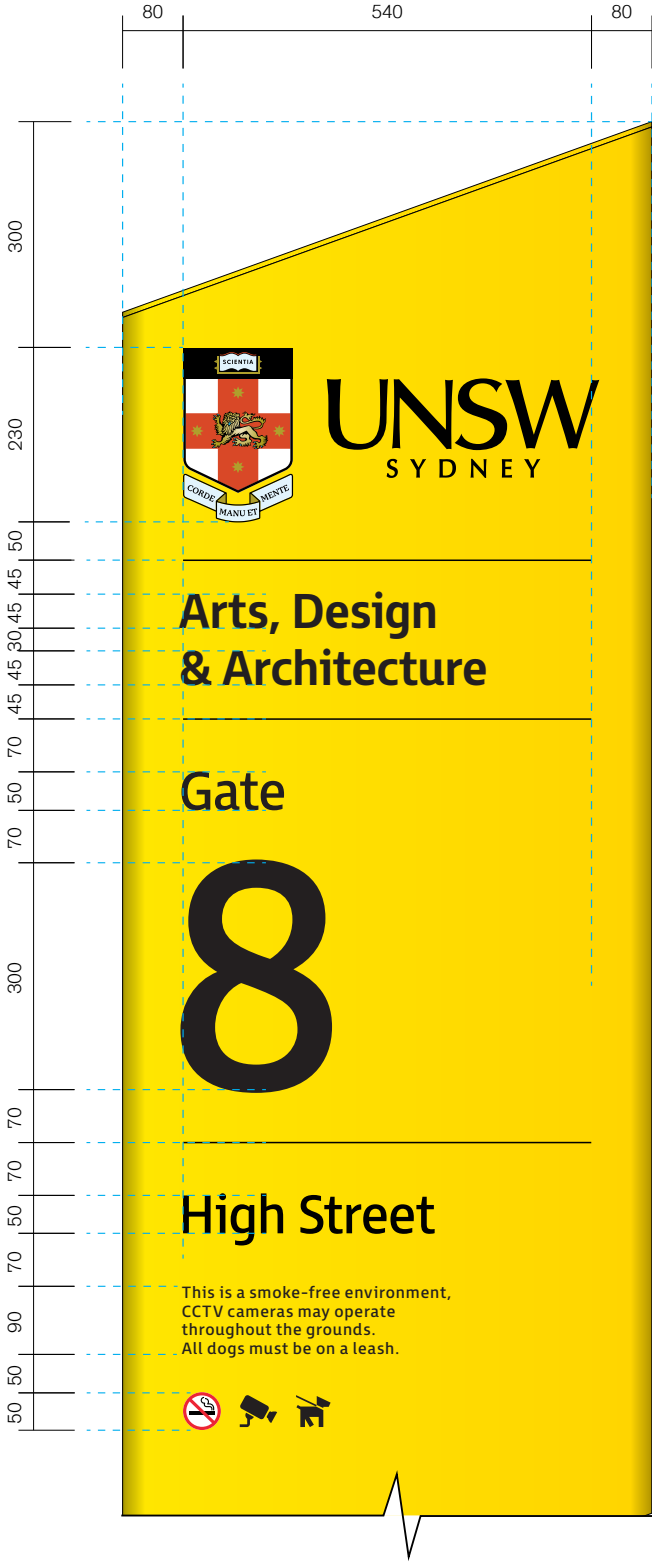 80 540 80
300
SCIENTIA
UNSW
230
SYDNEY
CORDE MANU ET MENTE
50
45
45
Arts, Design
30
45
& Architecture
45
70
50
Gate
70
300
8
70
70
50
High Street
70
This is a smoke-free environment,
90
CCTV cameras may operate
throughout the grounds.
All dogs must be on a leash.
50
50